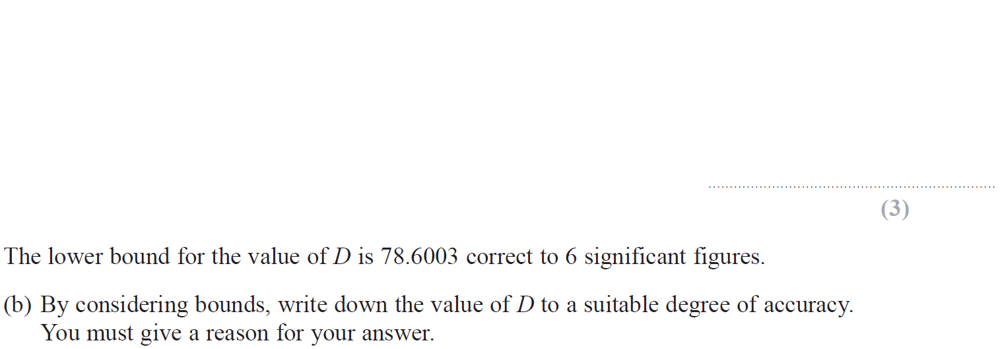 (3)
The lower bound for the value of D is 78.6003 correct to 6 significant figures.
(b) By considering bounds, write down the value of D to a suitable degree of accuracy.
You must give a reason for your answer.